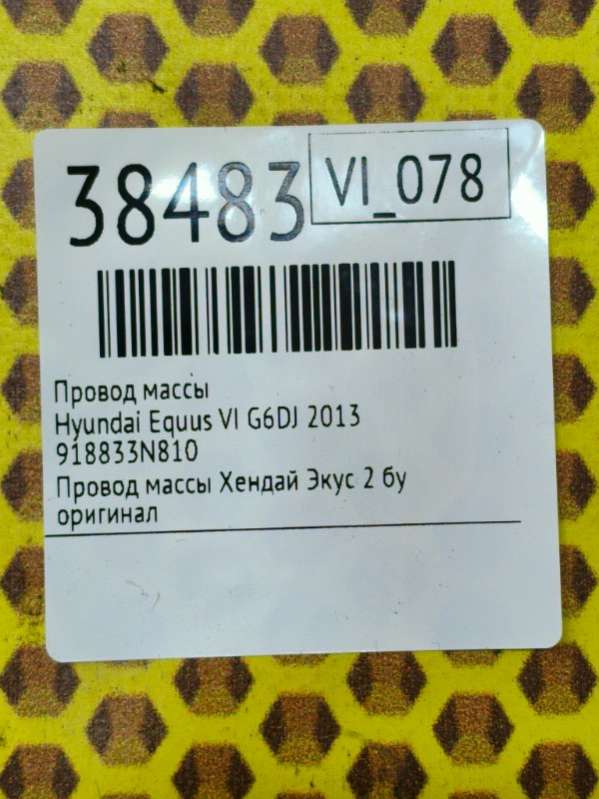 38483
VI_078
Провод массы
Hyundai Equus VI G6DJ 2013
918833N810
Провод массы Хендай Экус 2 бу
оригинал